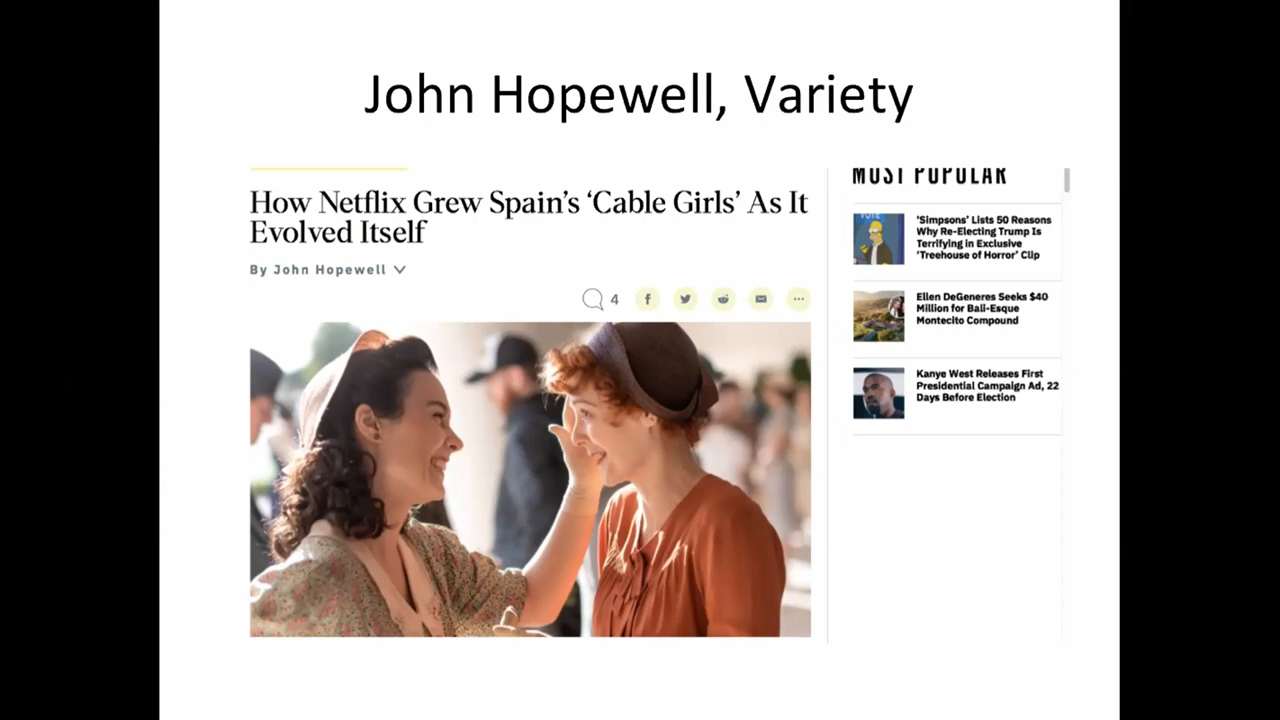 John Hopewell, Variety
How Netflix Grew Spain’s ‘Cable Girls’ As It
Evolved Itself
By John Hopewell
4
MOST POPULAR
VOTE
‘Simpsons’ Lists 50 Reasons
Why Re-Electing Trump Is
Terrifying in Exclusive
‘Treehouse of Horror’ Clip
Ellen DeGeneres Seeks $40
Million for Bali-Esque
Montecito Compound
Kanye West Releases First
Presidential Campaign Ad, 22
Days Before Election